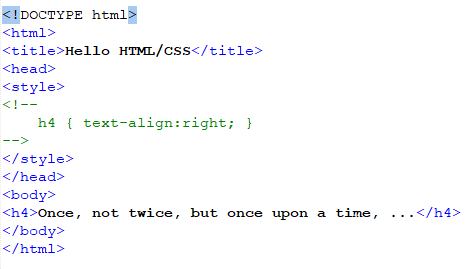 <!DOCTYPE html>
<html>
<title>Hello HTML/CSS</title>
<head>
<style>
<!--
    h4 { text-align:right; }
-->
</style>
</head>
<body>
<h4>Once, not twice, but once upon a time, ...</h4>
</body>
</html>